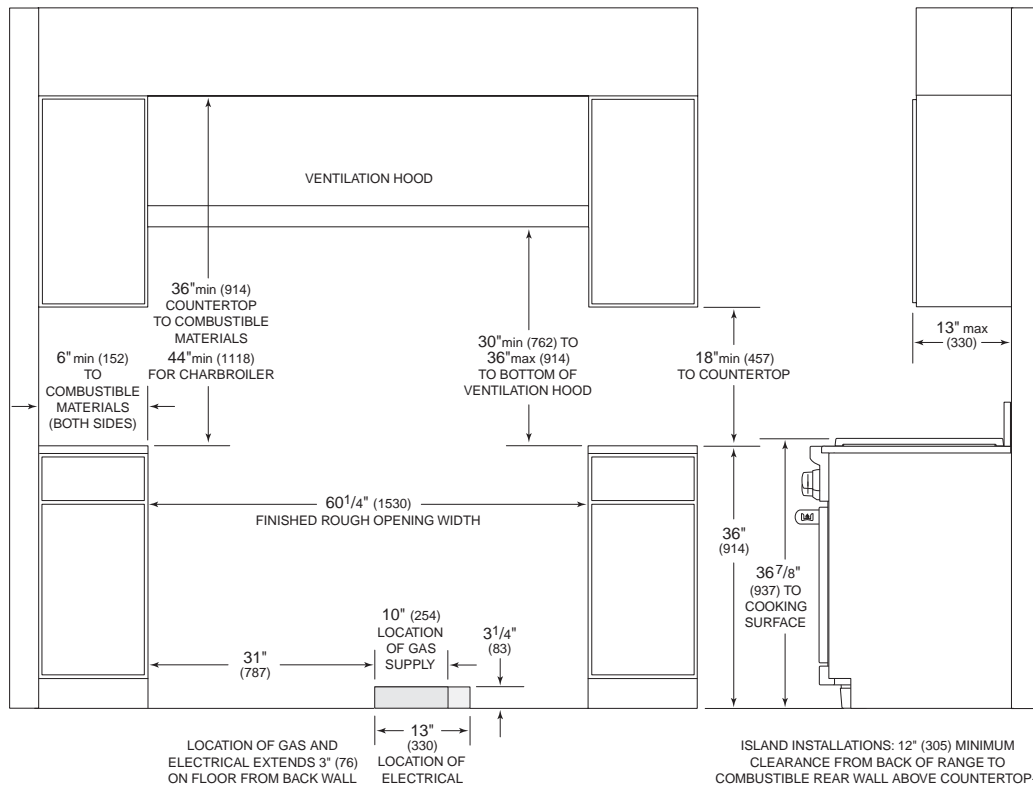 VENTILATION HOOD
36"min (914)
COUNTERTOP
TO COMBUSTIBLE
MATERIALS
44"min (1118)
FOR CHARBROILER
6"min (152)
TO
COMBUSTIBLE
MATERIALS
(BOTH SIDES)
30"min (762) TO
36"max (914)
TO BOTTOM OF
VENTILATION HOOD
18"min (457)
TO COUNTERTOP
13" max
(330)
60 1/4" (1530)
FINISHED ROUGH OPENING WIDTH
36"
(914)
36 7/8"
(937) TO
COOKING
SURFACE
10" (254)
LOCATION
OF GAS
SUPPLY
3 1/4"
(83)
31"
(787)
13"
(330)
LOCATION OF
ELECTRICAL
LOCATION OF GAS AND
ELECTRICAL EXTENDS 3" (76)
ON FLOOR FROM BACK WALL
ISLAND INSTALLATIONS: 12" (305) MINIMUM
CLEARANCE FROM BACK OF RANGE TO
COMBUSTIBLE REAR WALL ABOVE COUNTERTOP